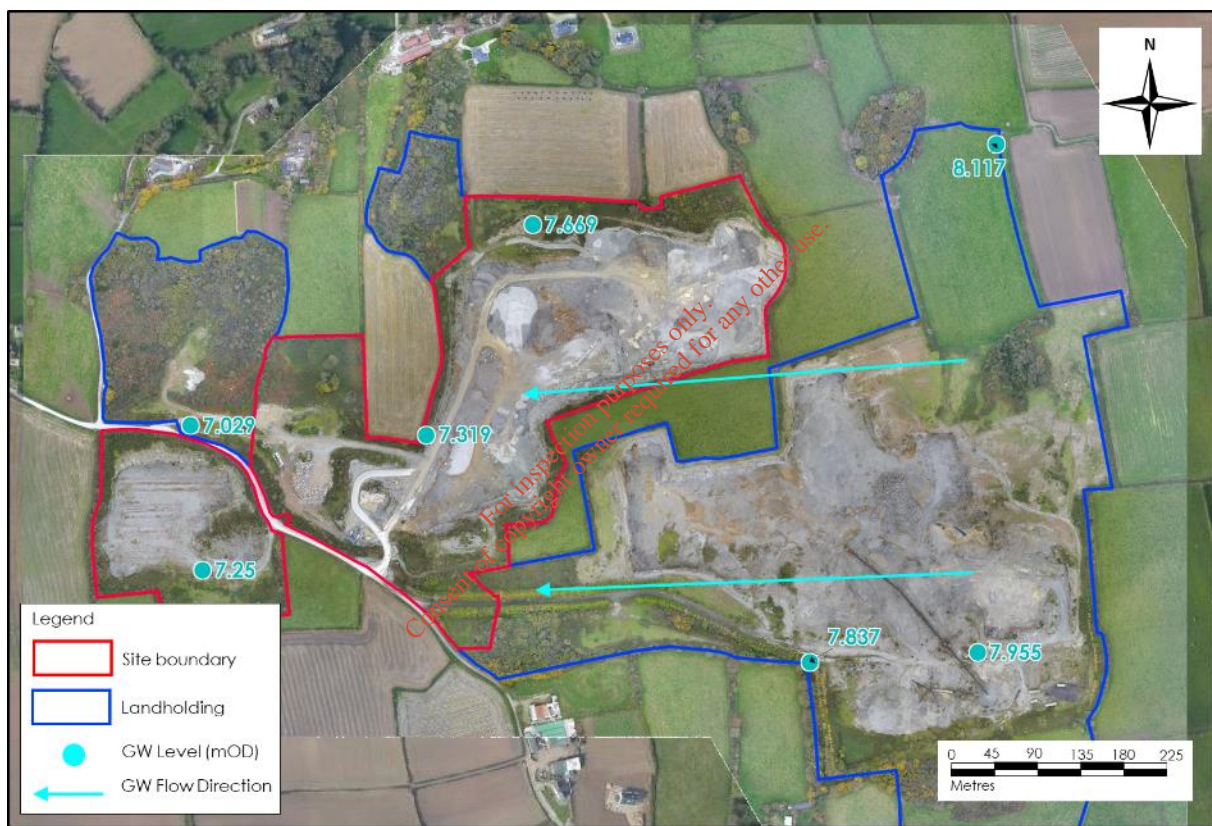 N
8.117
7.669
For inspection purposes only.
Consent of copyright owner required for any other use.
7.029
7.319
7.25
7.837
7.955
Legend
Site boundary
Landholding
GW Level (mOD)
GW Flow Direction
0 45 90 135 180 225
Metres